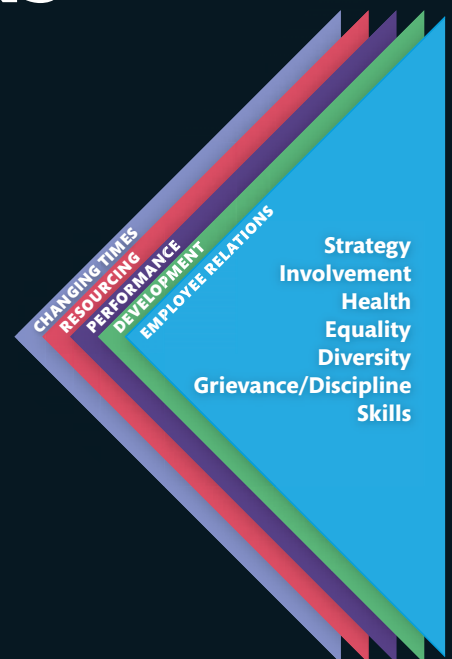 CHANGING TIMES
RESOURCING
PERFORMANCE
DEVELOPMENT
EMPLOYEE RELATIONS
Strategy
Involvement
Health
Equality
Diversity
Grievance/Discipline
Skills